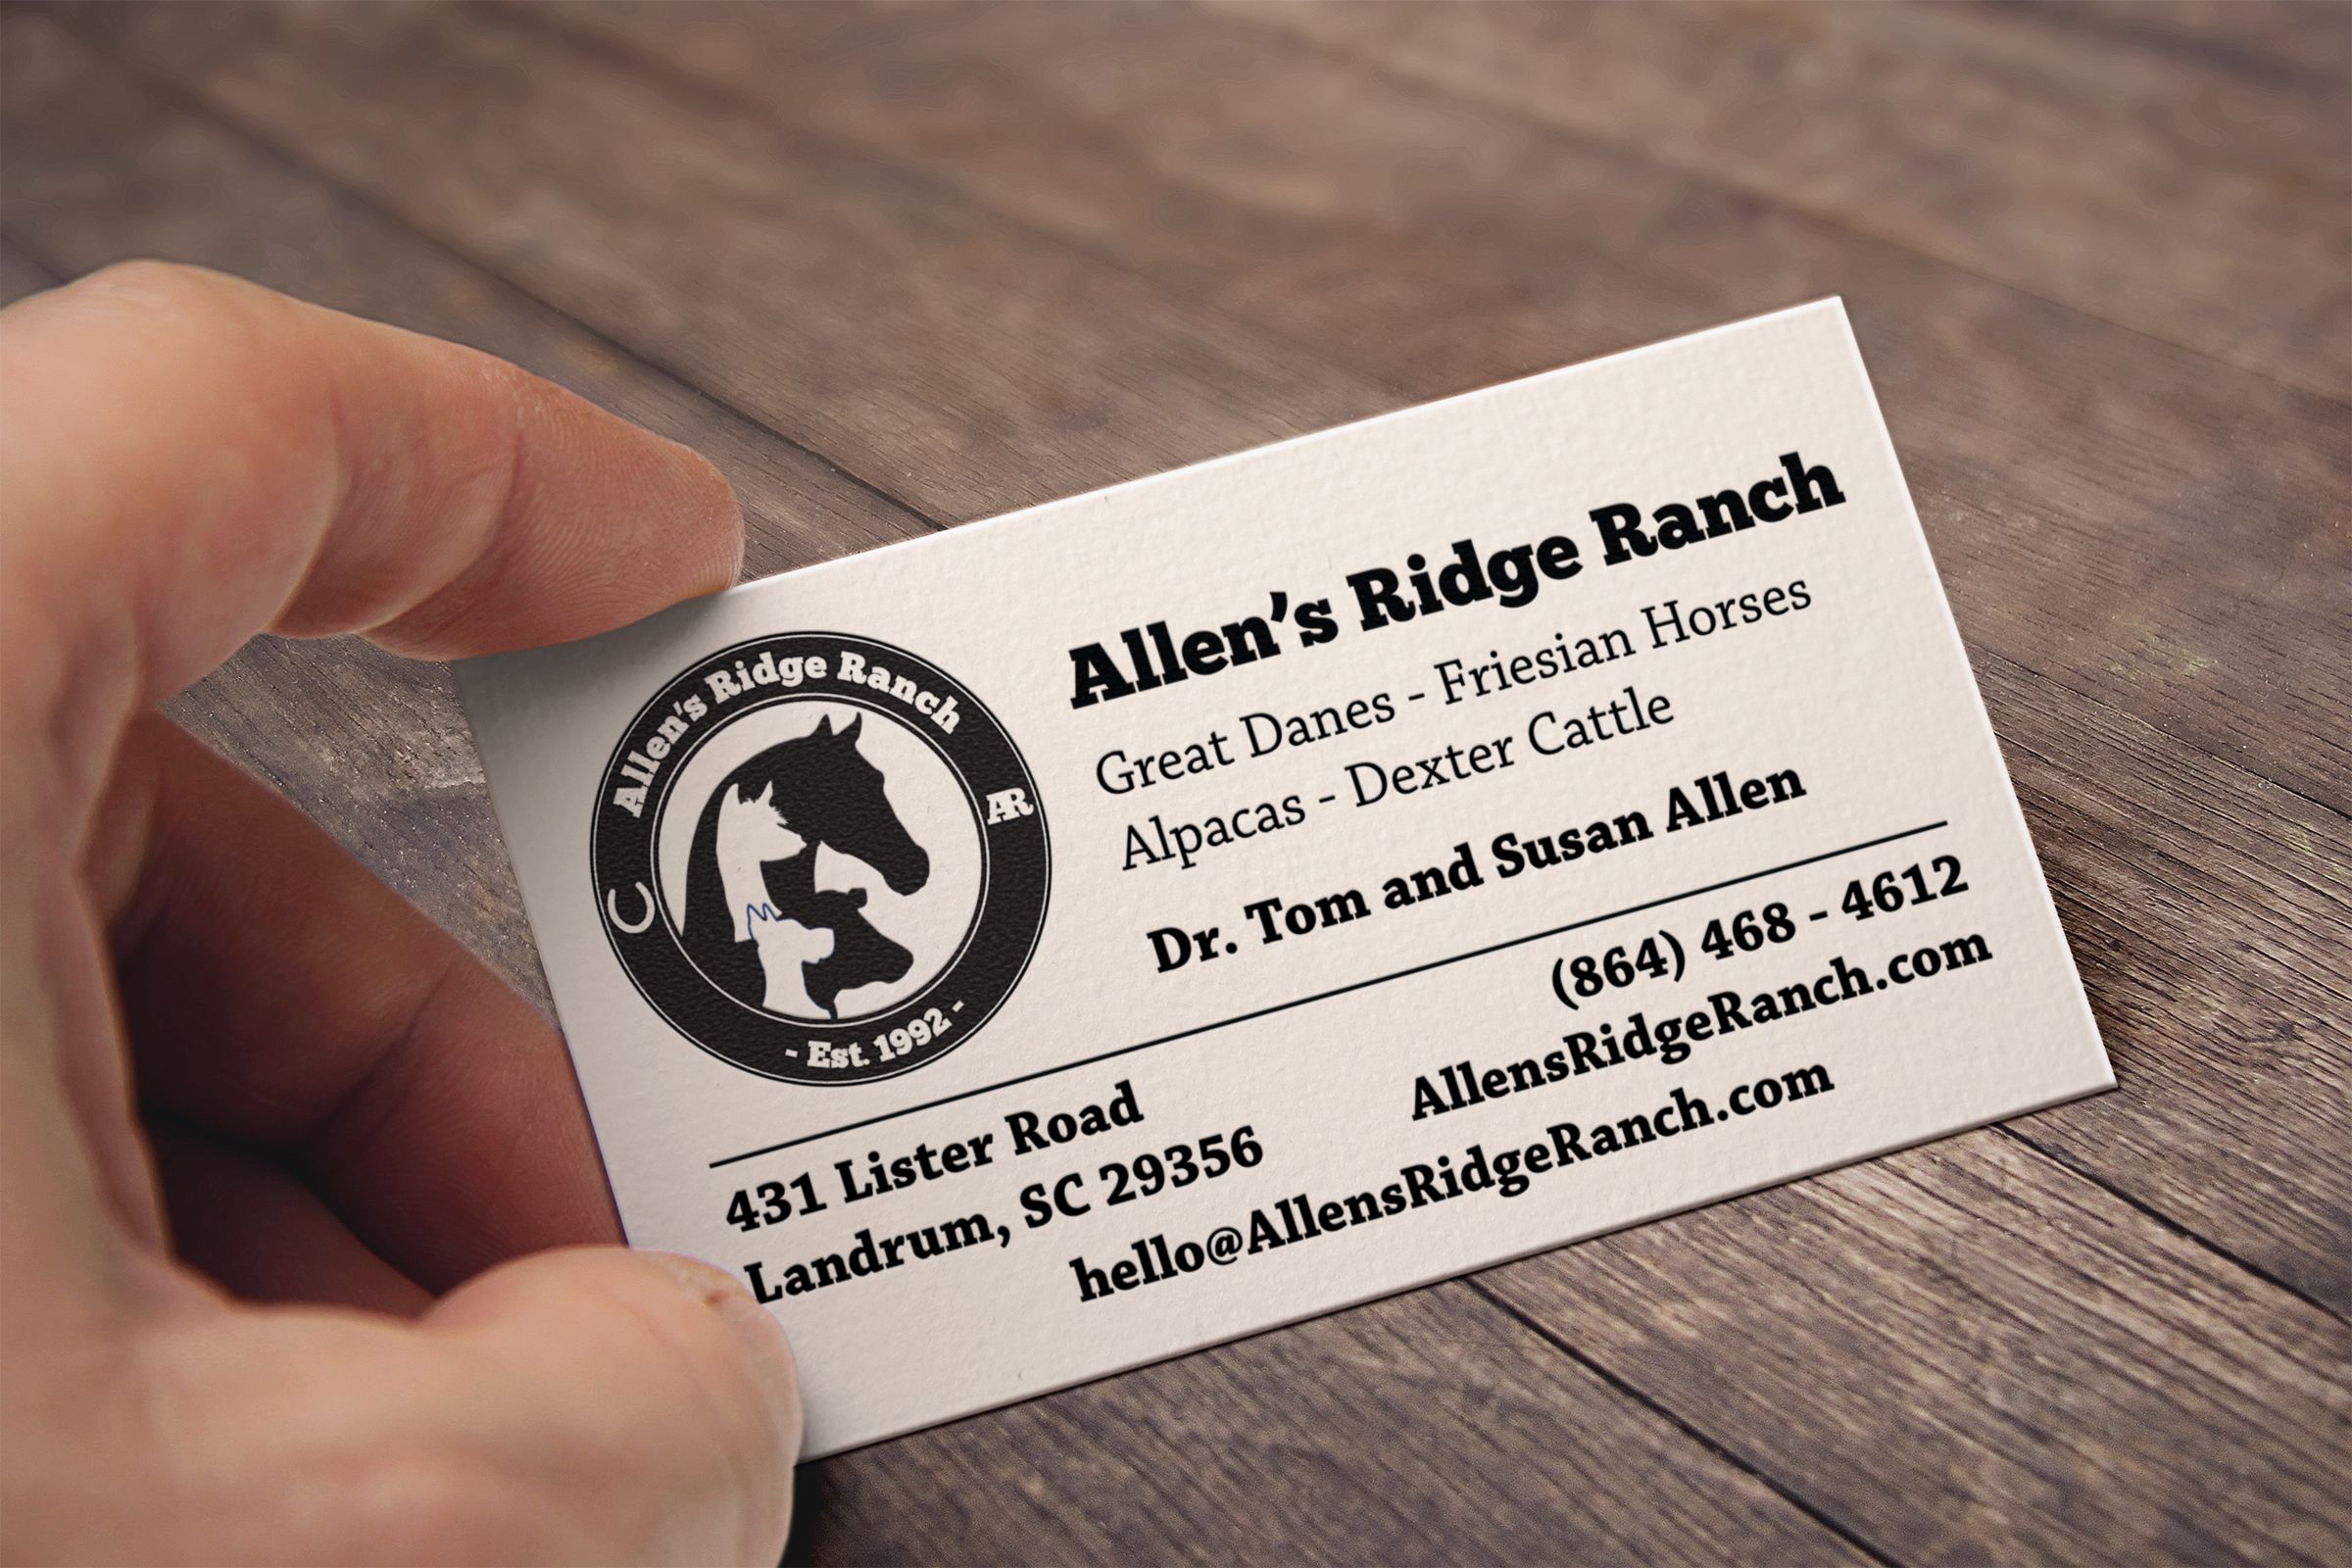 Allen's Ridge Ranch
AR
- Est. 1992 -
Allen's Ridge Ranch
Great Danes - Friesian Horses
Alpacas - Dexter Cattle
Dr. Tom and Susan Allen
431 Lister Road
Landrum, SC 29356
(864) 468 - 4612
AllensRidgeRanch.com
hello@AllensRidgeRanch.com